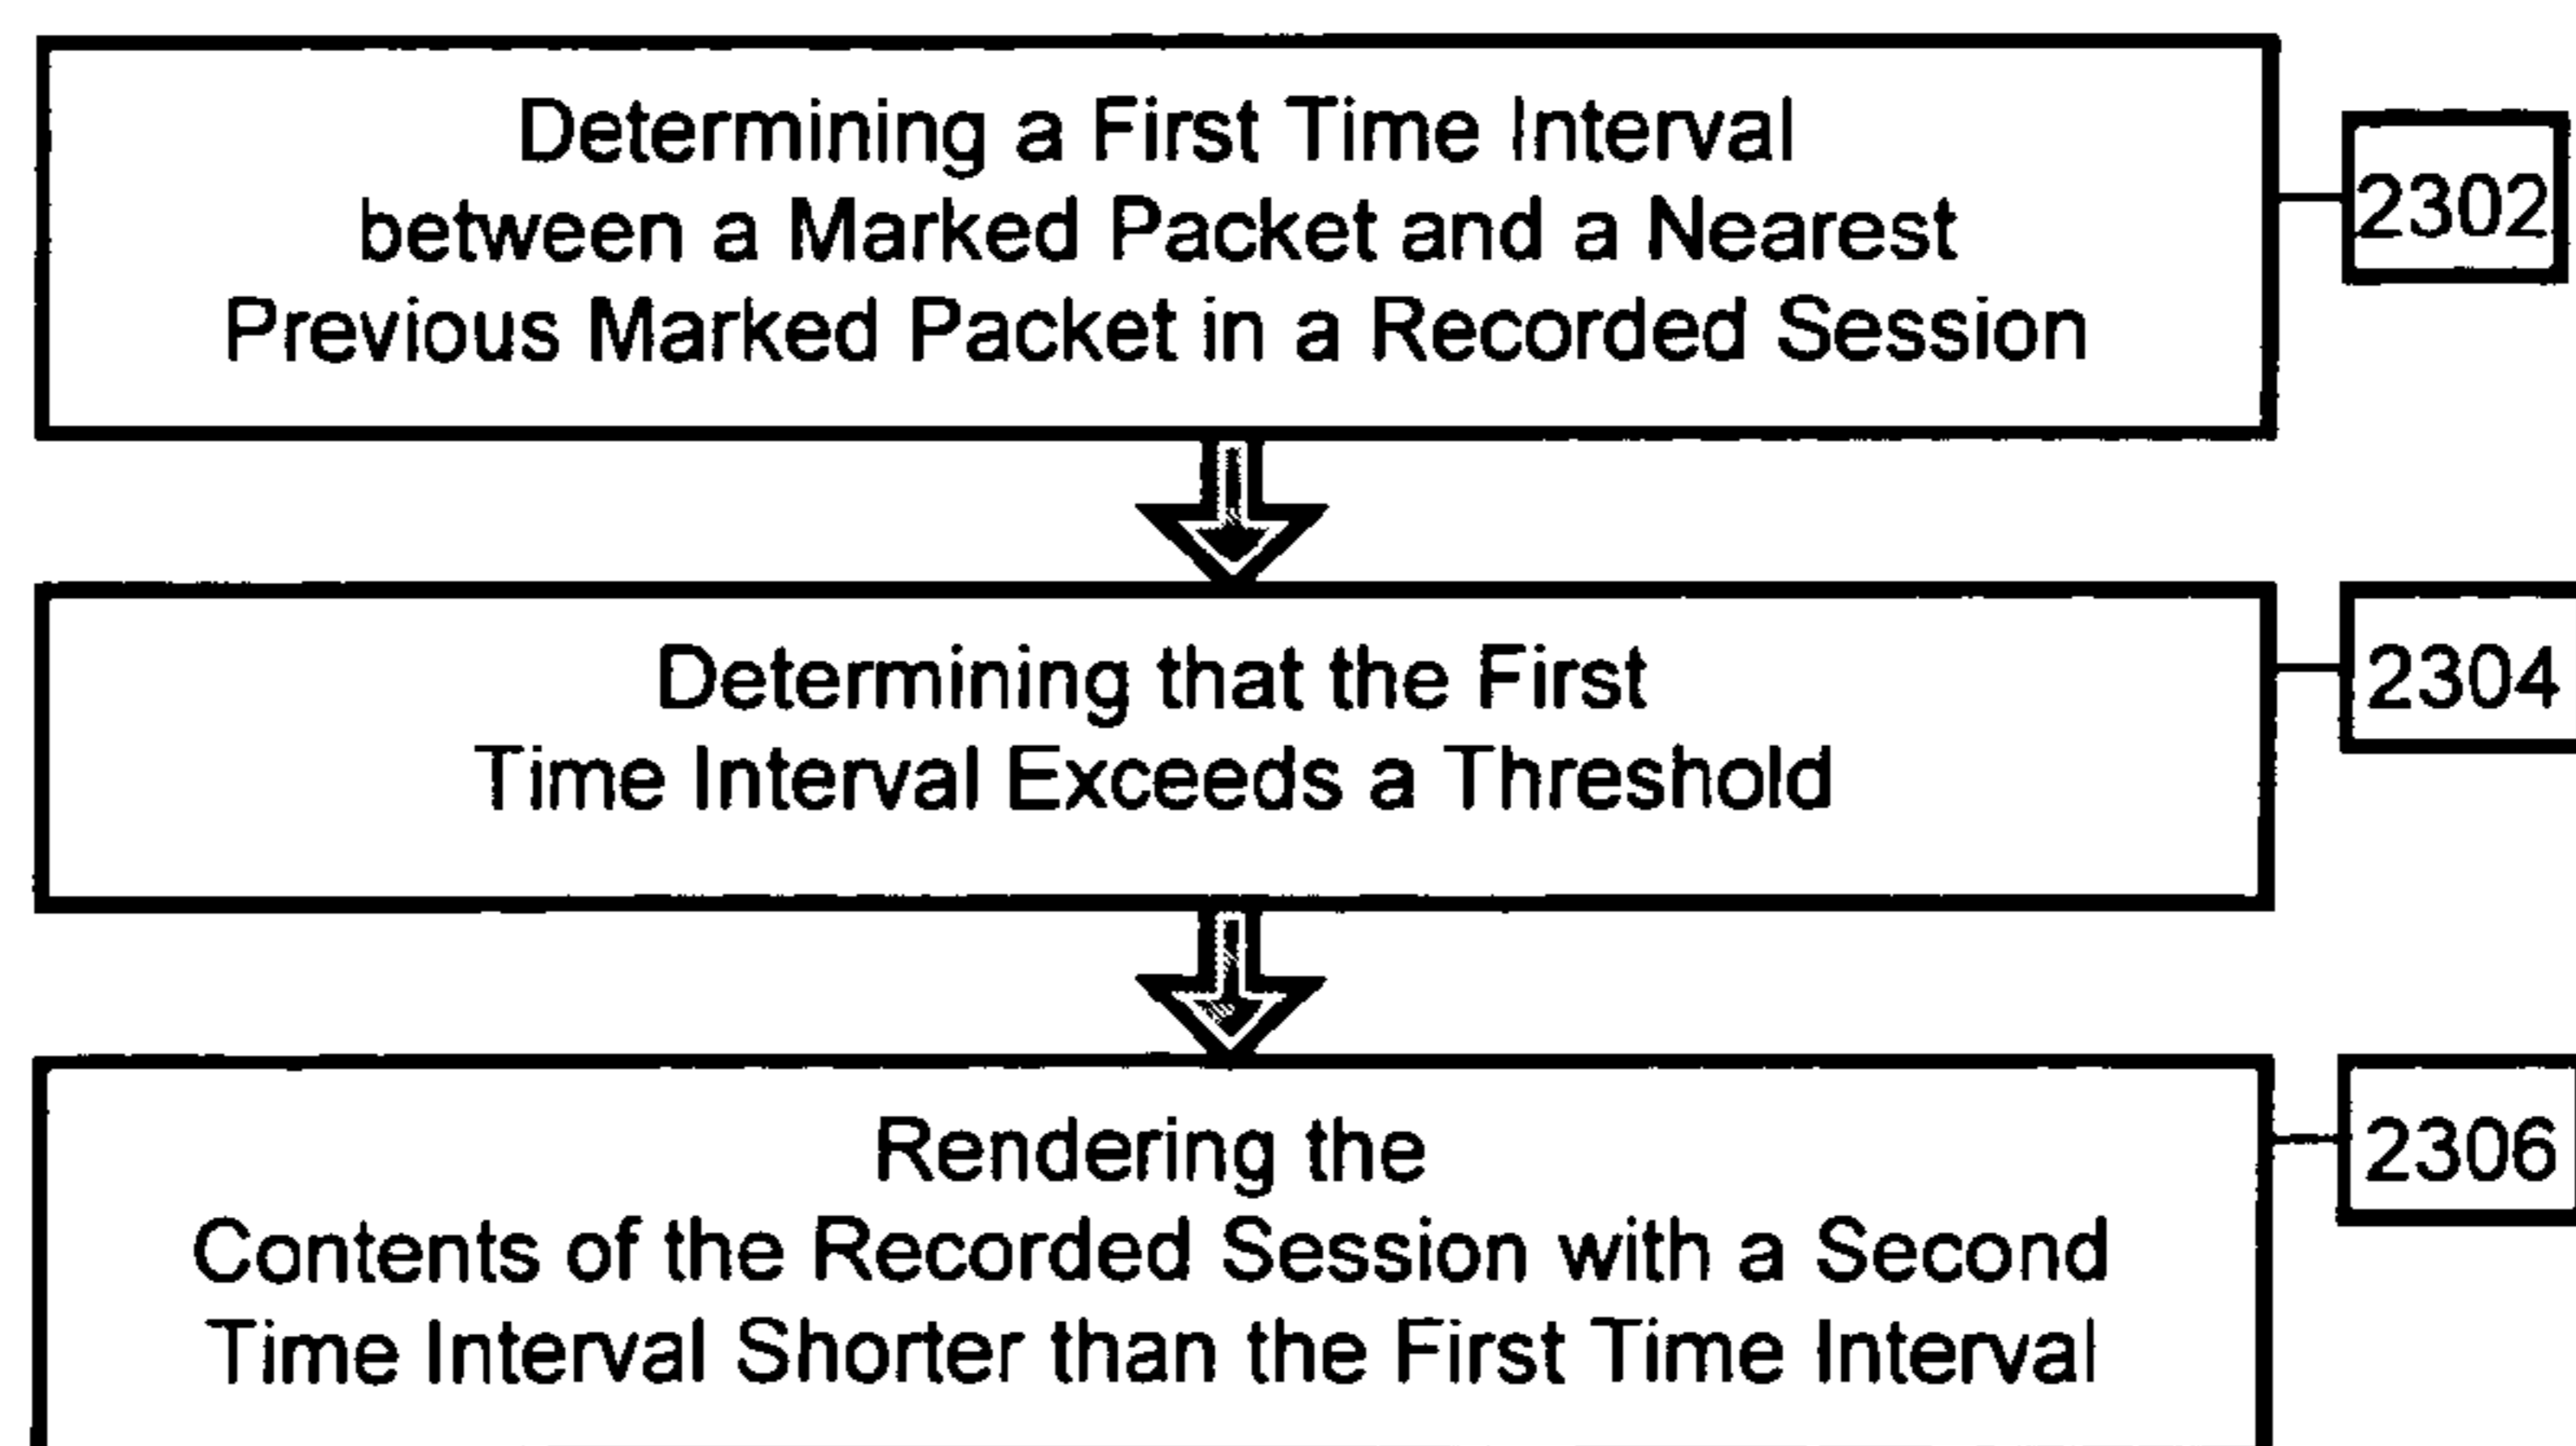 Determining a First Time Interval
between a Marked Packet and a Nearest
Previous Marked Packet in a Recorded Session
2302
Determining that the First
Time Interval Exceeds a Threshold
2304
Rendering the
Contents of the Recorded Session with a Second
Time Interval Shorter than the First Time Interval
2306